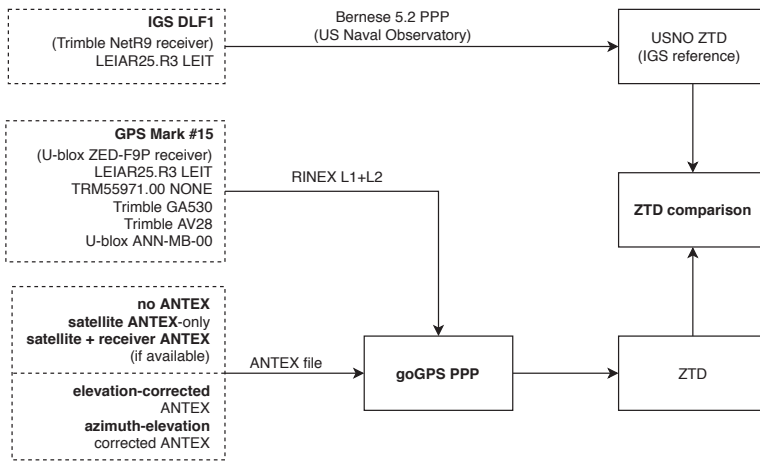 IGS DLF1
(Trimble NetR9 receiver)
LEIAR25.R3 LEIT
Bernese 5.2 PPP
(US Naval Observatory)
USNO ZTD
(IGS reference)
GPS Mark #15
(U-blox ZED-F9P receiver)
LEIAR25.R3 LEIT
TRM55971.00 NONE
Trimble GA530
Trimble AV28
U-blox ANN-MB-00
RINEX L1+L2
ZTD comparison
no ANTEX
satellite ANTEX-only
satellite + receiver ANTEX
(if available)
elevation-corrected
ANTEX
azimuth-elevation
corrected ANTEX
ANTEX file
goGPS PPP
ZTD